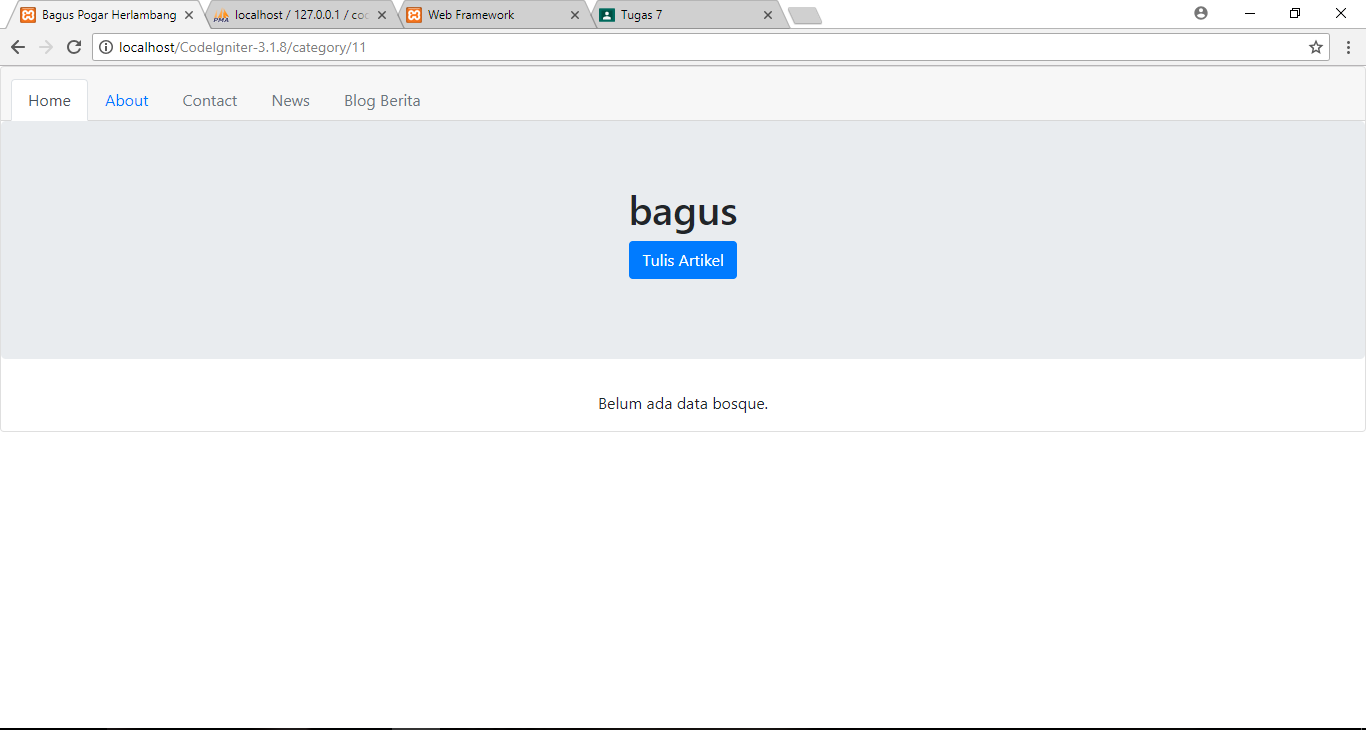 Bagus Pogar Herlambang
localhost / 127.0.0.1 / coc
Web Framework
Tugas 7
localhost/CodeIgniter-3.1.8/category/11
Home About Contact News Blog Berita
bagus
Tulis Artikel
Belum ada data bosque.